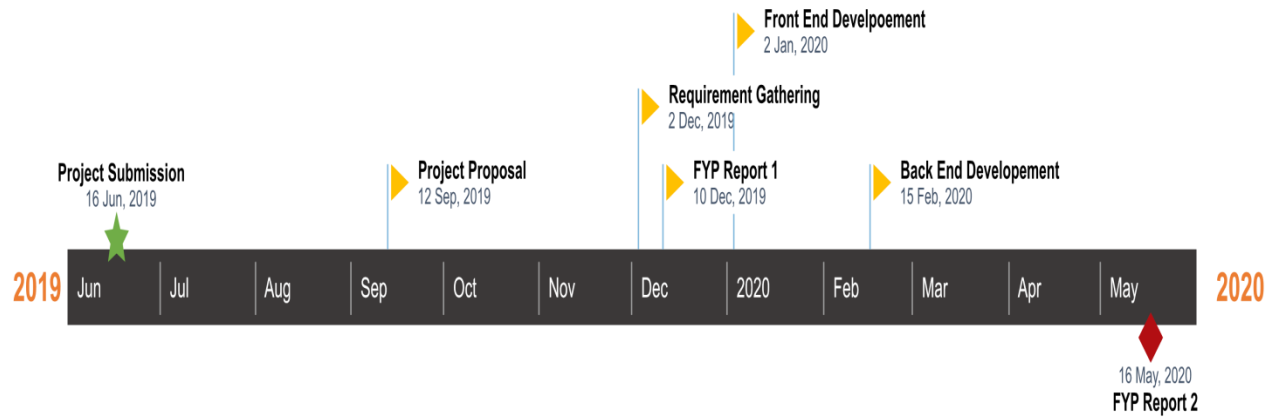 Front End Develpoement
2 Jan, 2020
Requirement Gathering
2 Dec, 2019
Project Submission
16 Jun, 2019
Project Proposal
12 Sep, 2019
FYP Report 1
10 Dec, 2019
Back End Developement
15 Feb, 2020
2019 Jun Jul Aug Sep Oct Nov Dec 2020 Feb Mar Apr May 2020
16 May, 2020
FYP Report 2